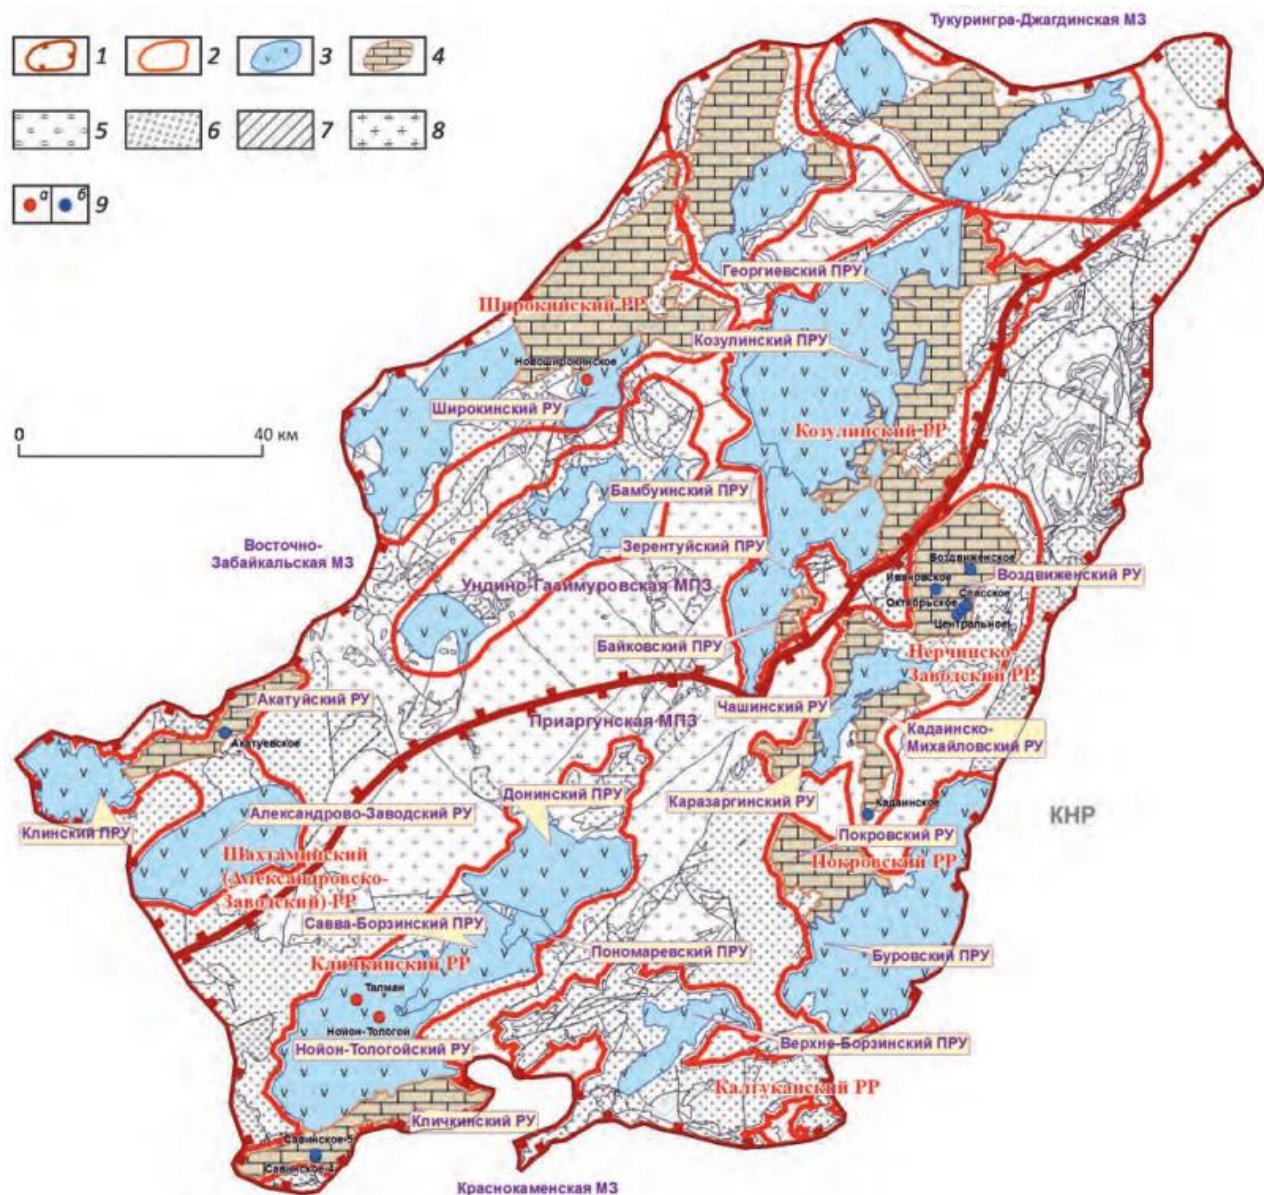 Тукурингра-Джагдинская МЗ
1 2 3 4
5 6 7 8
а б 9
Георгиевский ПРУ
Широкинский РР
Козулинский ПРУ
Новоширокинское
Широкинский РУ
0 40 км
Козулинский РР
Бамбуинский ПРУ
Зерентуйский ПРУ
Восточно-
Забайкальская МЗ
Воздвиженское
Ивановское
Воздвиженский РУ
Ундино-Газимуровская МПЗ
Спасское
Октябрьское
Центральное
Байковский ПРУ
Нерчинско-
Заводский РР
Акатуйский РУ
Чашинский РУ
Приаргунская МПЗ
Кадаинско-
Михайловский РУ
Акатуевское
Донинский ПРУ
Каразаргинский РУ
Кадаинское
КНР
Александрово-Заводский РУ
Клинский ПРУ
Покровский РУ
Шахтаминский
(Александровско-
Заводский) РР
Покровский РР
Савва-Борзинский ПРУ
Пономаревский ПРУ
Буровский ПРУ
Кличкинский РР
Талман
Нойон-Тологой
Нойон-Тологойский РУ
Верхне-Борзинский ПРУ
Калгуканский РР
Кличкинский РУ
Савинское-5
Савинское-4
Краснокаменская МЗ